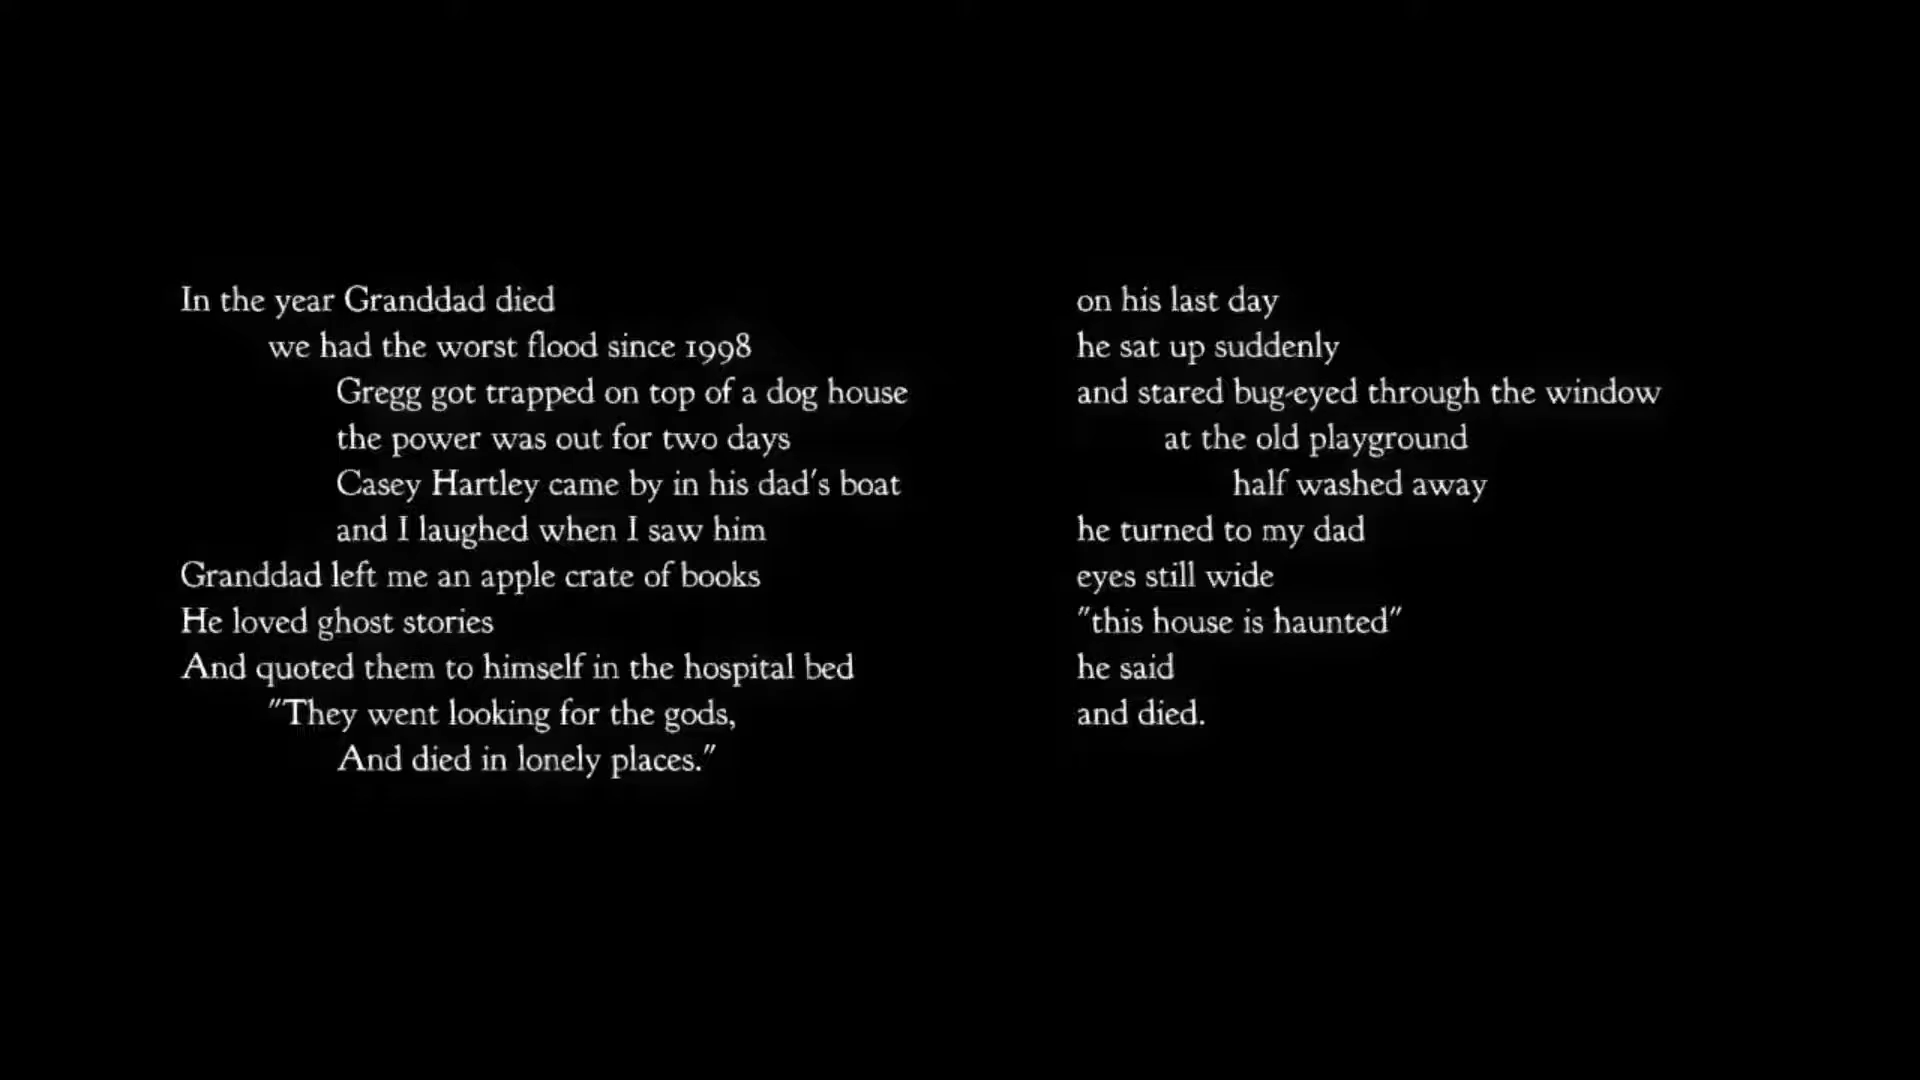 In the year Granddad died
we had the worst flood since 1998
Gregg got trapped on top of a dog house
the power was out for two days
Casey Hartley came by in his dad's boat
and I laughed when I saw him
Granddad left me an apple crate of books
He loved ghost stories
And quoted them to himself in the hospital bed
"They went looking for the gods,
And died in lonely places."
on his last day
he sat up suddenly
and stared bug-eyed through the window
at the old playground
half washed away
he turned to my dad
eyes still wide
"this house is haunted"
he said
and died.